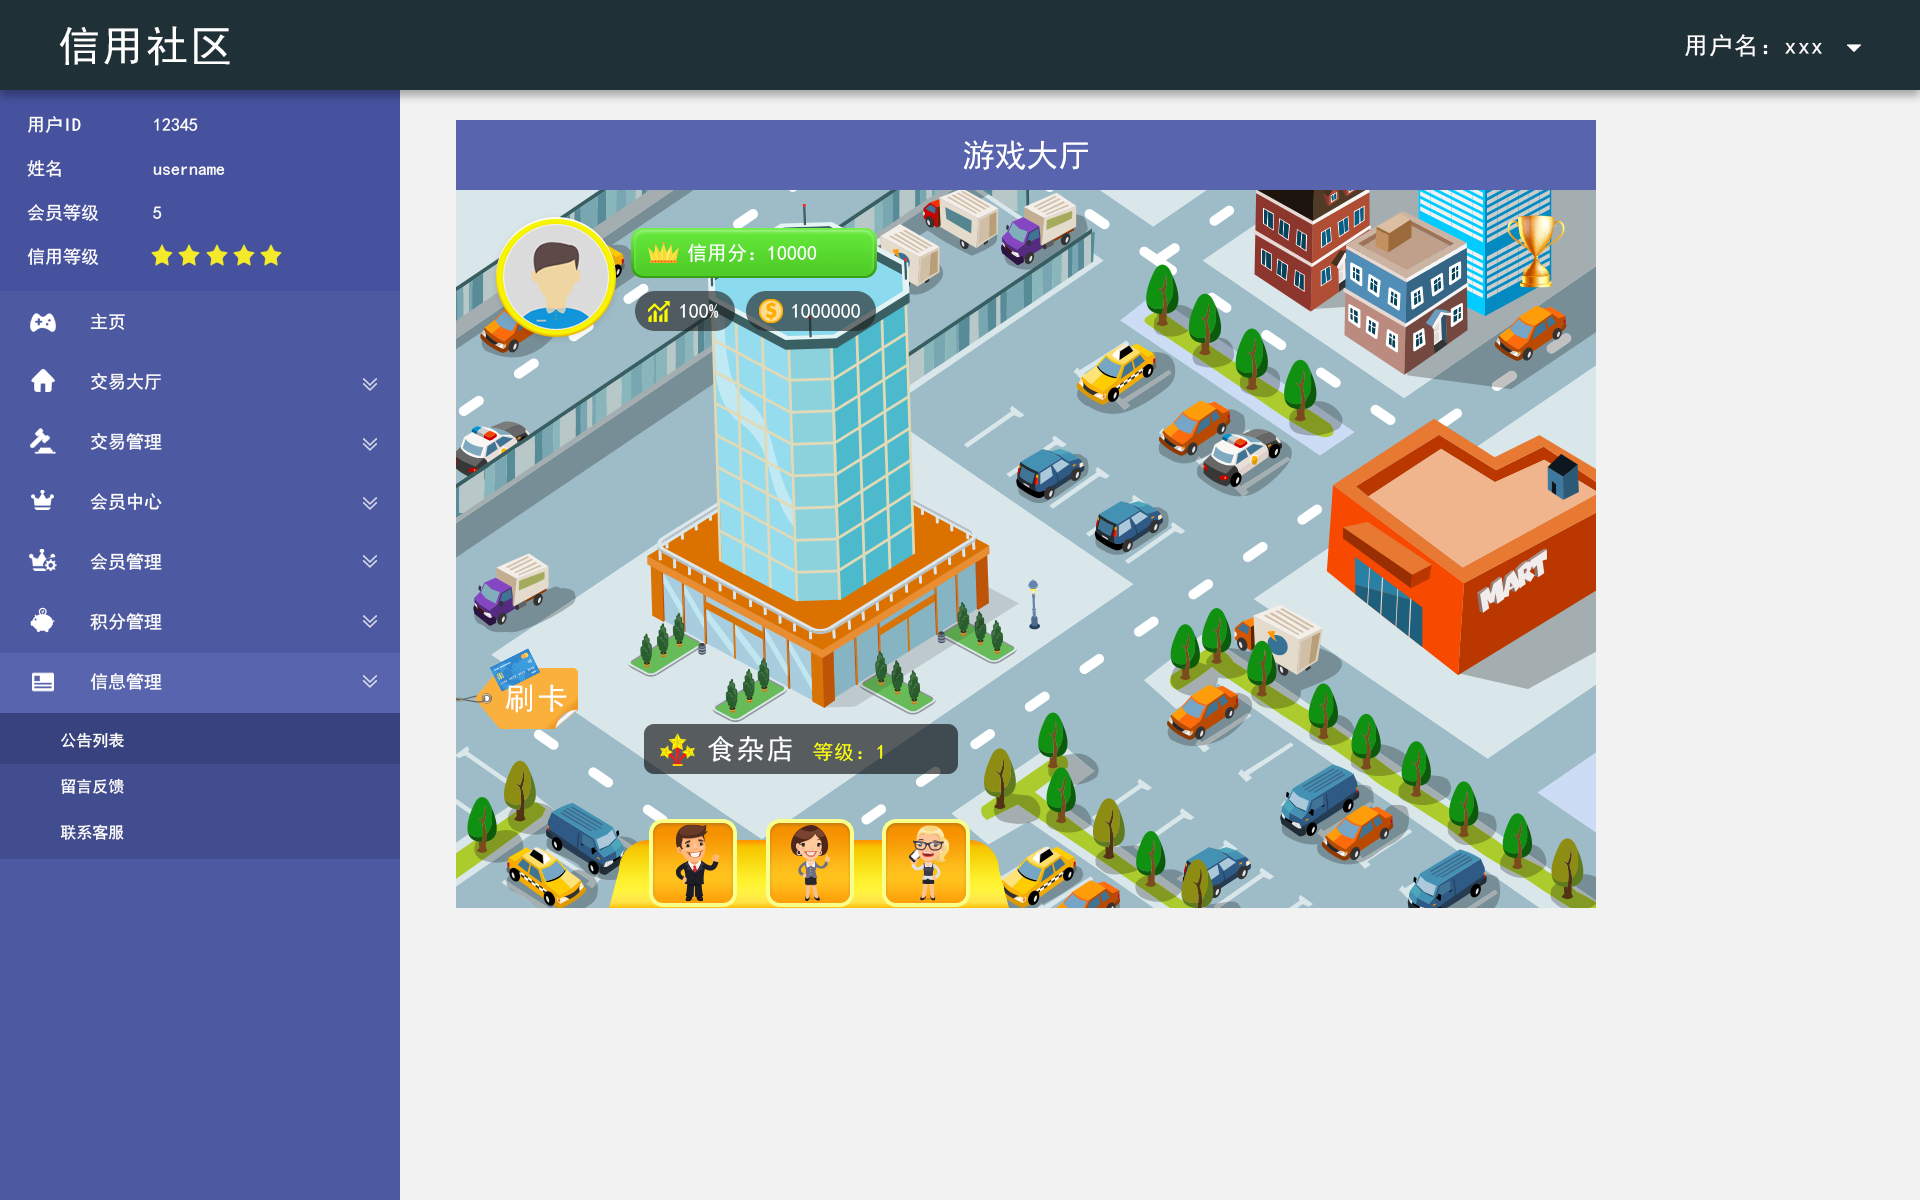 信用社区
用户名：xxx
用户ID 12345
姓名 username
会员等级 5
信用等级
主页
交易大厅
交易管理
会员中心
会员管理
积分管理
信息管理
公告列表
留言反馈
联系客服
游戏大厅
信用分：10000
100% 1000000
MART
刷卡
食杂店 等级：1